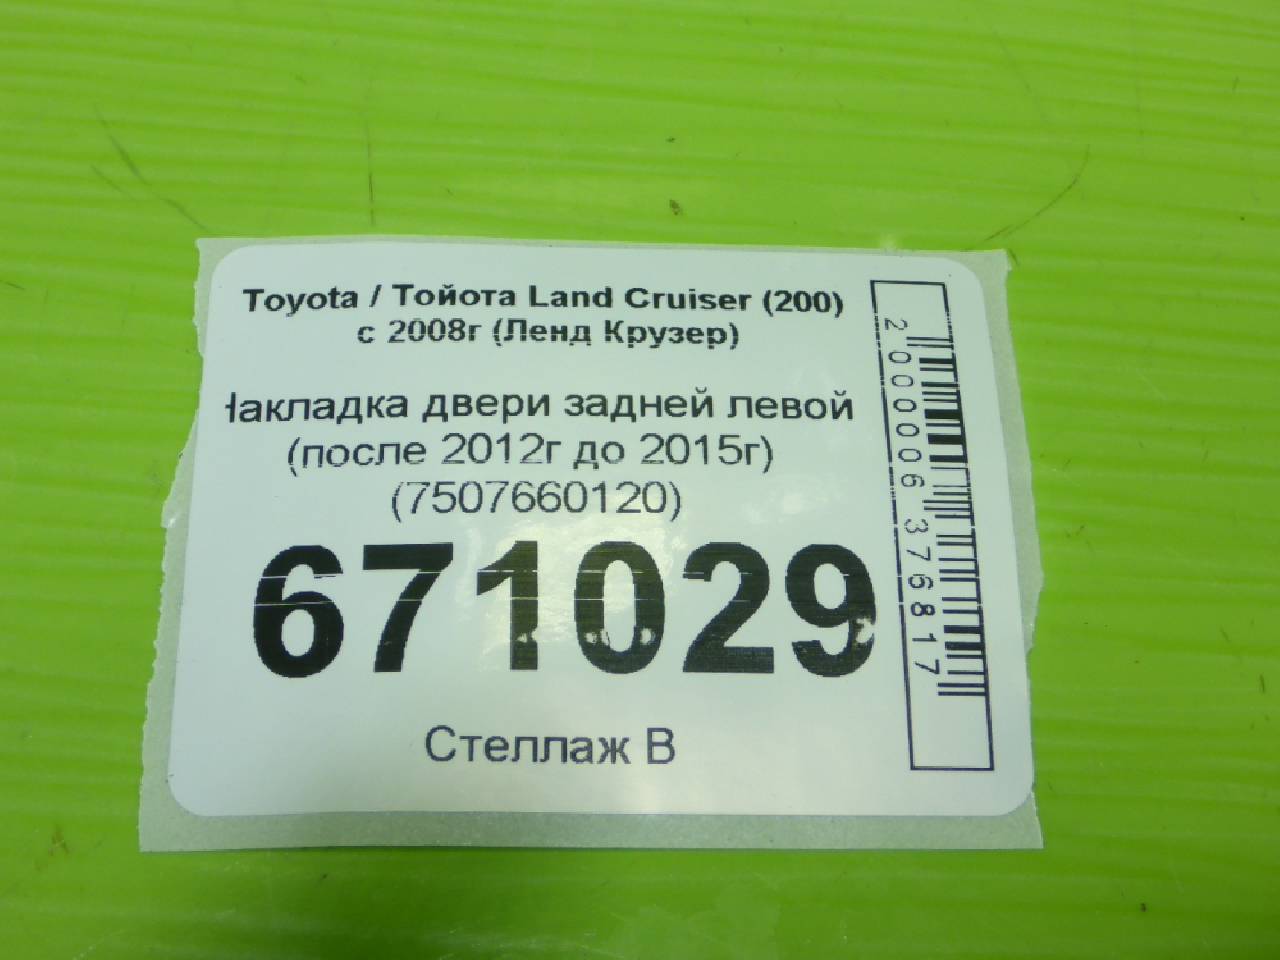 Toyota / Тойота Land Cruiser (200)
с 2008г (Ленд Крузер)
Накладка двери задней левой
(после 2012г до 2015г)
(7507660120)
671029
Стеллаж В
2000006376817